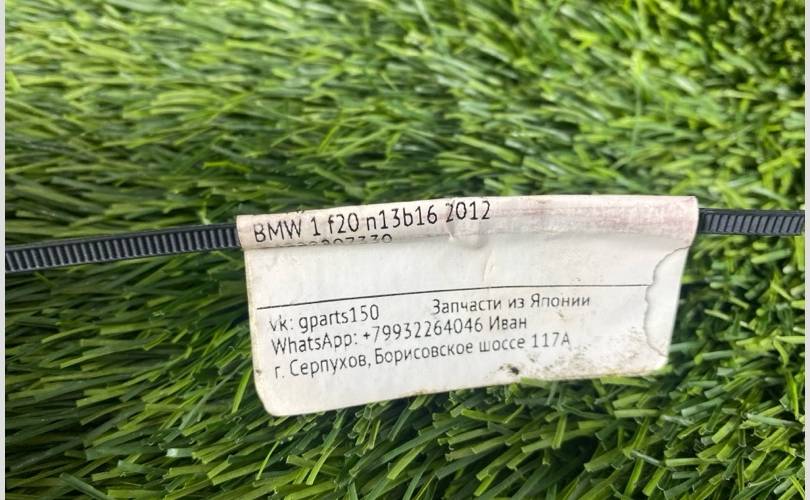 BMW 1 f20 n13b16 2012
vk: gparts150 Запчасти из Японии
WhatsApp: +79932264046 Иван
г. Серпухов, Борисовское шоссе 117А